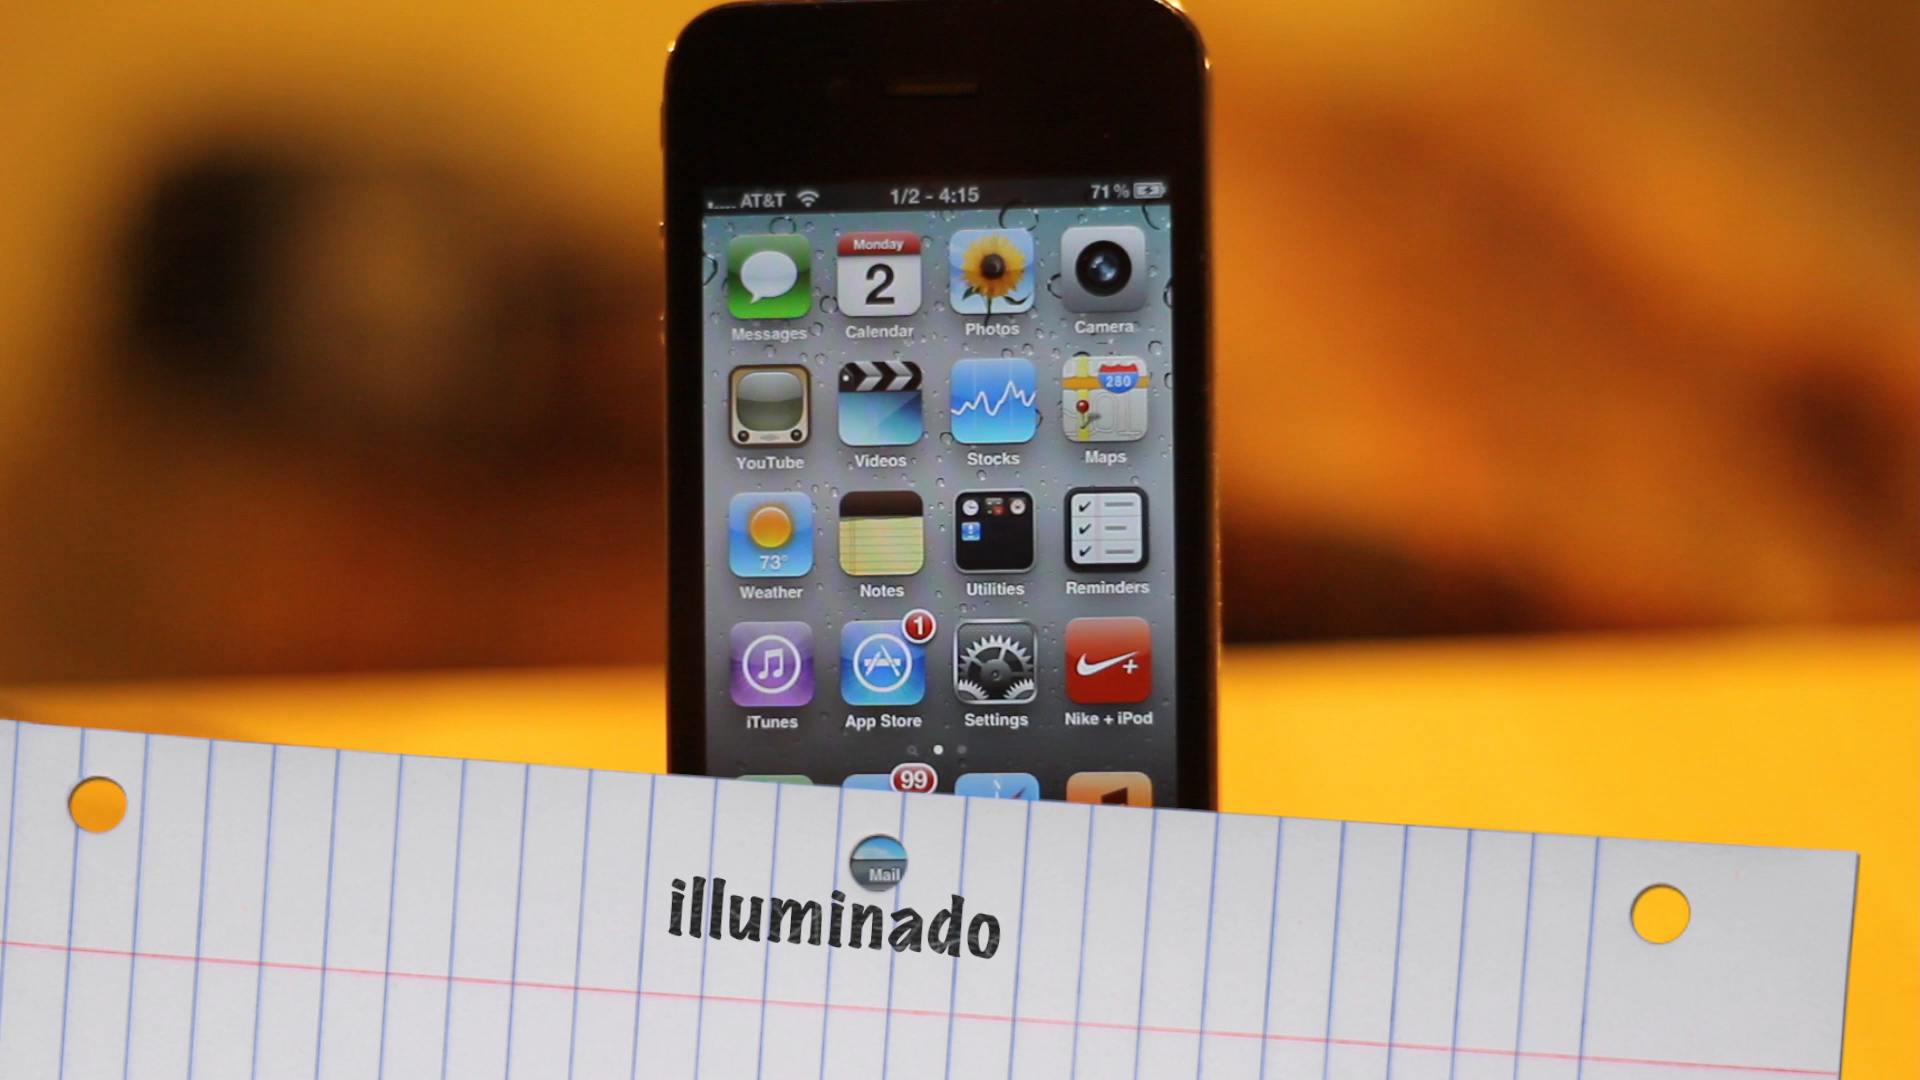 AT&T 1/2 - 4:15 71%
Monday
2
Messages Calendar Photos Camera
280
YouTube Videos Stocks Maps
73°
Weather Notes Utilities Reminders
1
iTunes App Store Settings Nike + iPod
99
Mail
illuminado